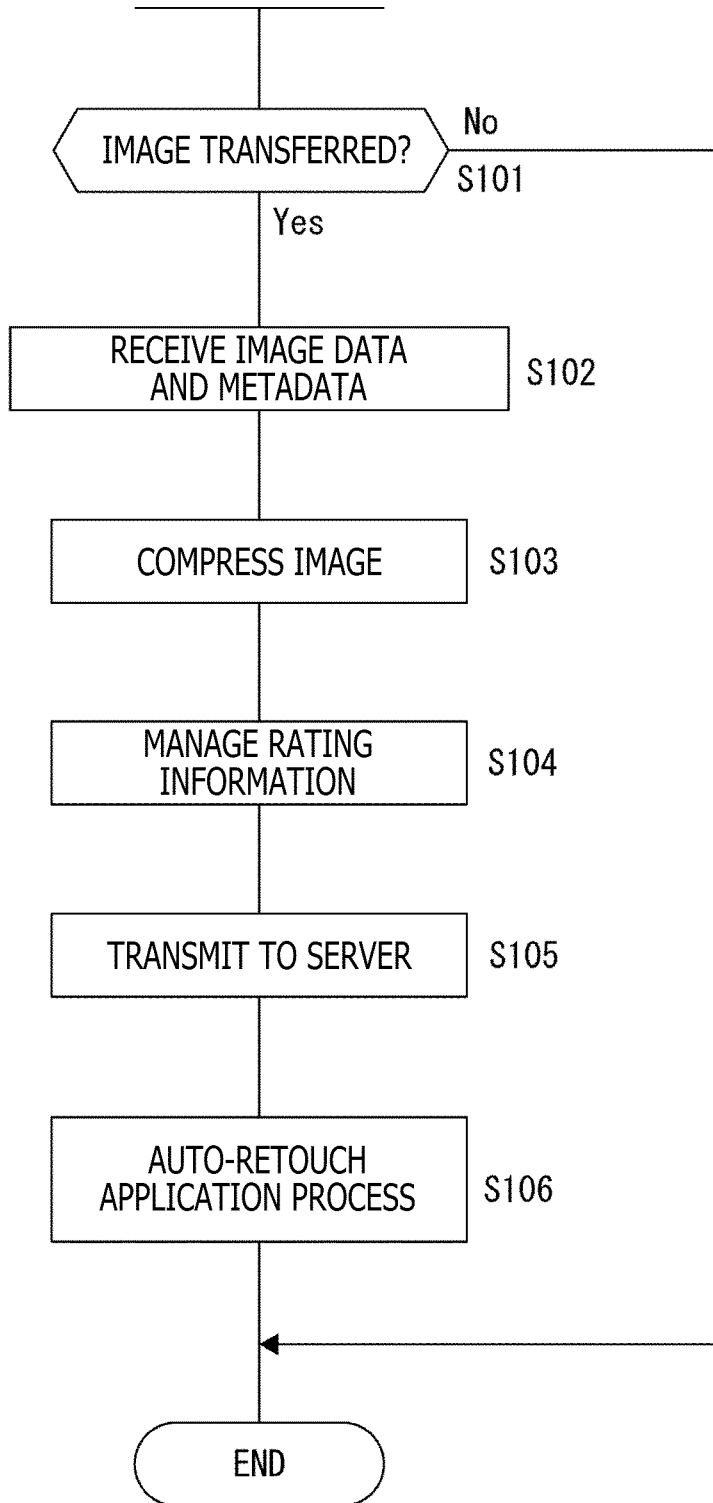 IMAGE TRANSFERRED?
No
S101
Yes
RECEIVE IMAGE DATA
AND METADATA
S102
COMPRESS IMAGE
S103
MANAGE RATING
INFORMATION
S104
TRANSMIT TO SERVER
S105
AUTO-RETOUCH
APPLICATION PROCESS
S106
END